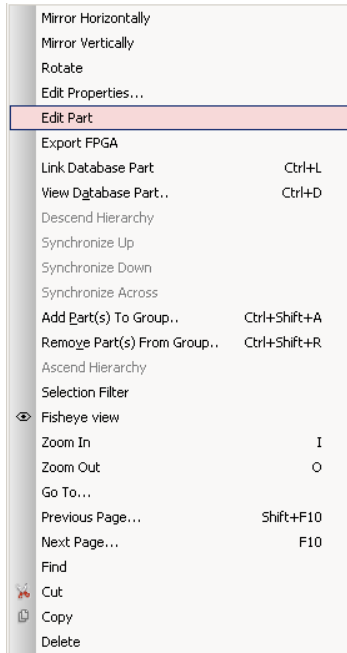 Mirror Horizontally
Mirror Vertically
Rotate
Edit Properties...
Edit Part
Export FPGA
Link Database Part Ctrl+L
View Database Part.. Ctrl+D
Descend Hierarchy
Synchronize Up
Synchronize Down
Synchronize Across
Add Part(s) To Group.. Ctrl+Shift+A
Remove Part(s) From Group.. Ctrl+Shift+R
Ascend Hierarchy
Selection Filter
Fisheye view
Zoom In I
Zoom Out O
Go To...
Previous Page... Shift+F10
Next Page... F10
Find
Cut
Copy
Delete